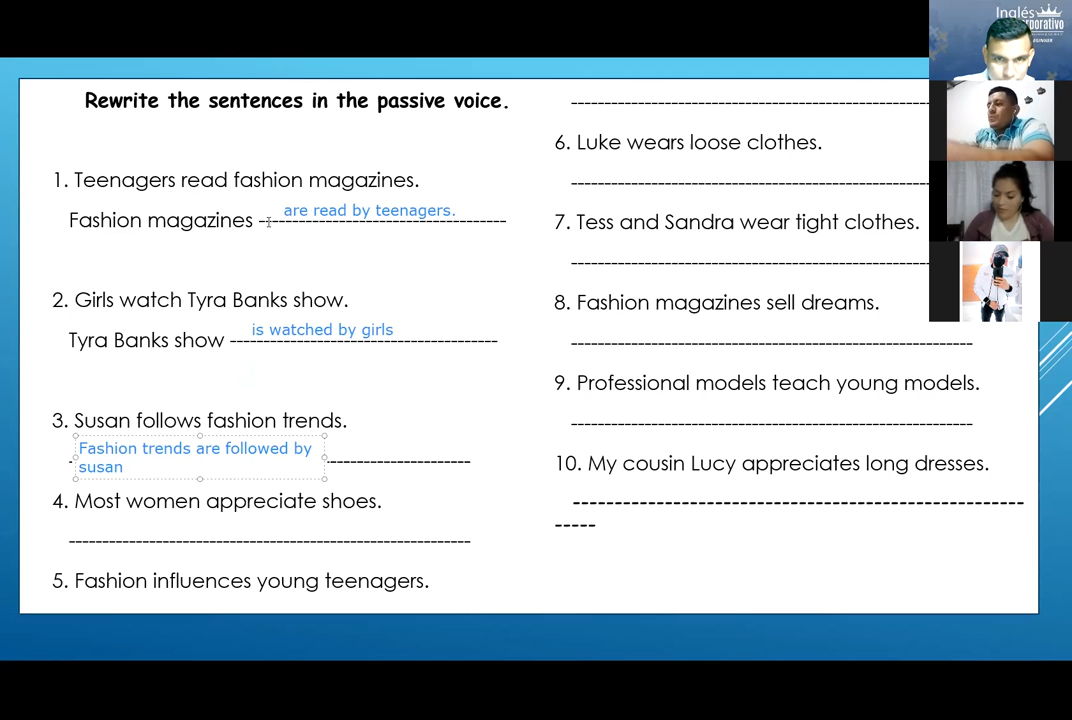 Rewrite the sentences in the passive voice.
1. Teenagers read fashion magazines.
are read by teenagers.
Fashion magazines --------------------------------------
2. Girls watch Tyra Banks show.
is watched by girls
Tyra Banks show ----------------------------------------
3. Susan follows fashion trends.
Fashion trends are followed by
susan
4. Most women appreciate shoes.
------------------------------------------------------------
5. Fashion influences young teenagers.
------------------------------------------------------
6. Luke wears loose clothes.
------------------------------------------------------
7. Tess and Sandra wear tight clothes.
------------------------------------------------------
8. Fashion magazines sell dreams.
------------------------------------------------------------
9. Professional models teach young models.
------------------------------------------------------------
10. My cousin Lucy appreciates long dresses.
------------------------------------------------------
-----
Inglés